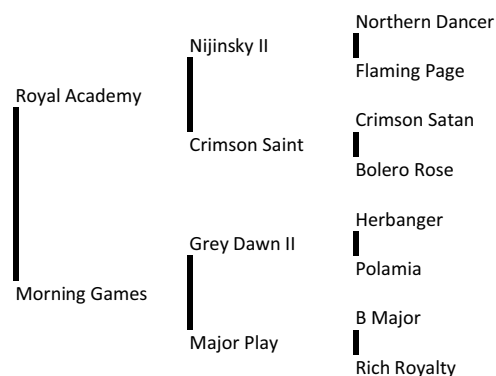 Northern Dancer
Nijinsky II
Flaming Page
Royal Academy
Crimson Satan
Crimson Saint
Bolero Rose
Herbanger
Grey Dawn II
Polamia
Morning Games
B Major
Major Play
Rich Royalty